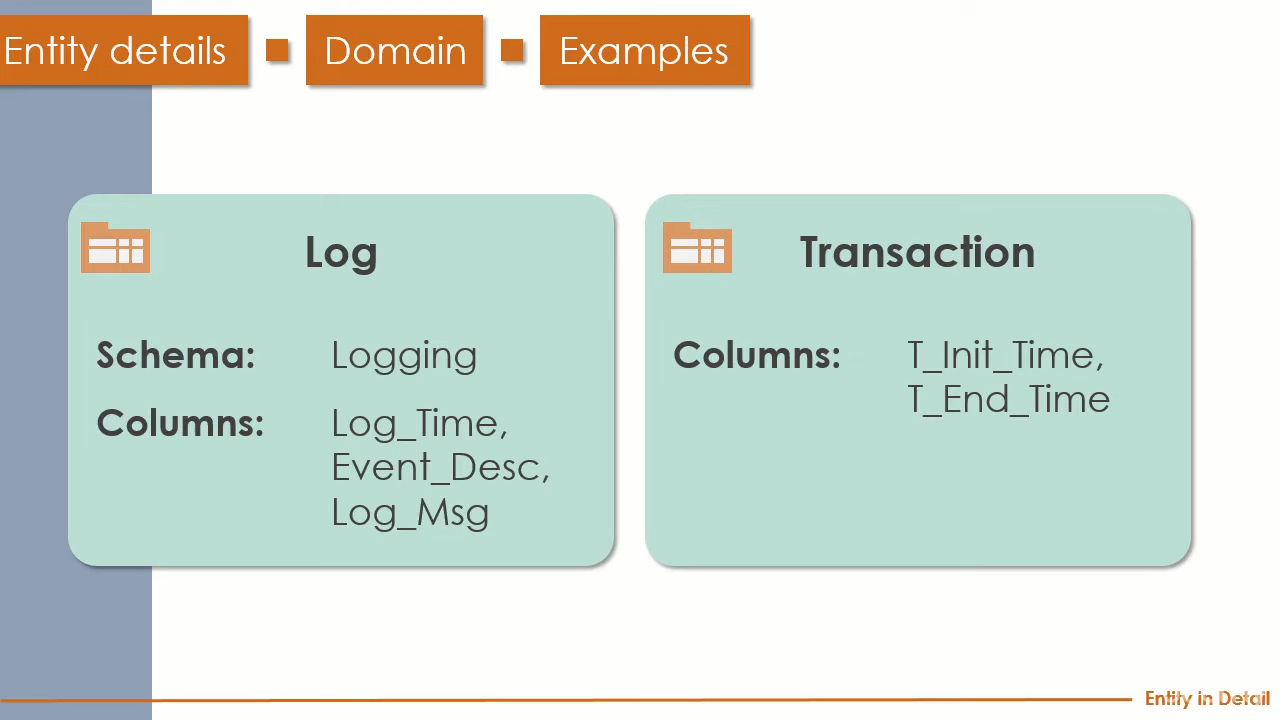 Entity details
Domain
Examples
Log
Schema: Logging
Columns: Log_Time,
Event_Desc,
Log_Msg
Transaction
Columns: T_Init_Time,
T_End_Time
Entity in Detail